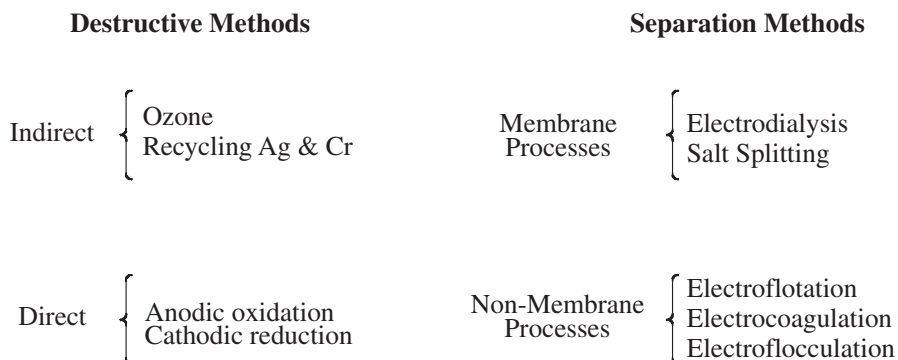 Destructive Methods
Separation Methods
Indirect
Ozone
Recycling Ag & Cr
Membrane
Processes
Electrodialysis
Salt Splitting
Direct
Anodic oxidation
Cathodic reduction
Non-Membrane
Processes
Electroflotation
Electrocoagulation
Electroflocculation